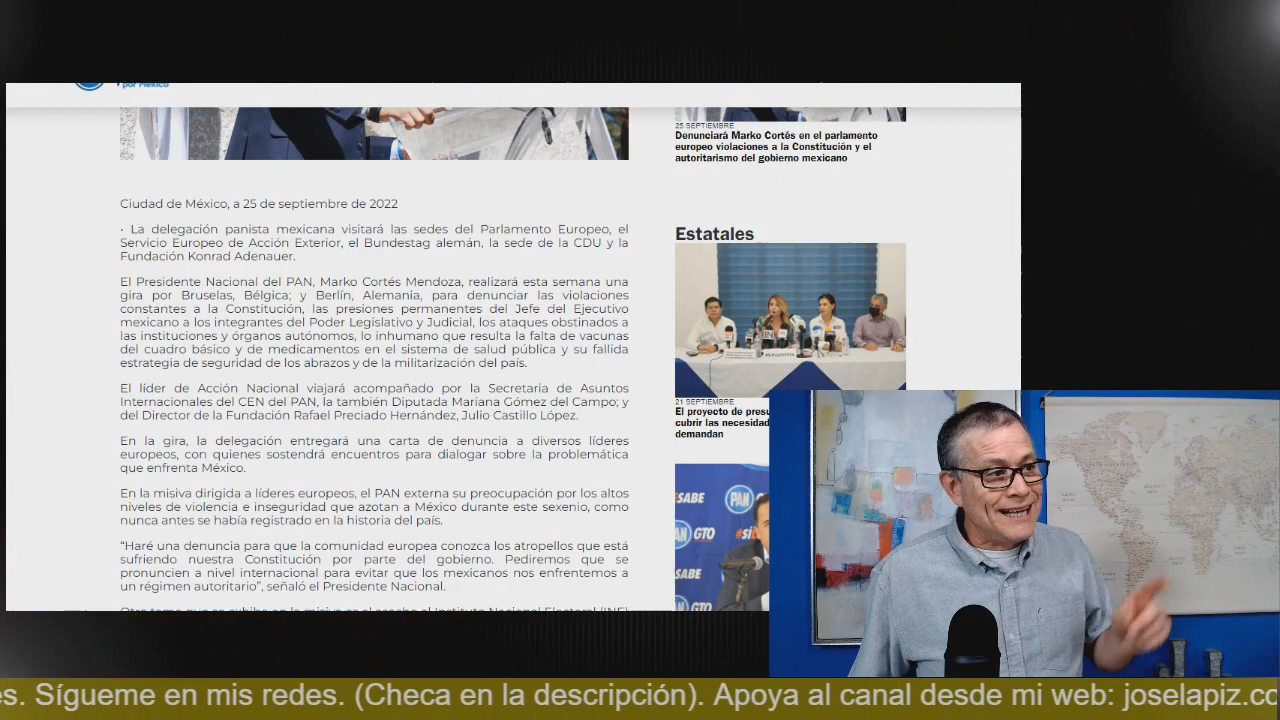 por México
Ciudad de México, a 25 de septiembre de 2022
· La delegación panista mexicana visitará las sedes del Parlamento Europeo, el
Servicio Europeo de Acción Exterior, el Bundestag alemán, la sede de la CDU y la
Fundación Konrad Adenauer.
El Presidente Nacional del PAN, Marko Cortés Mendoza, realizará esta semana una
gira por Bruselas, Bélgica; y Berlín, Alemania, para denunciar las violaciones
constantes a la Constitución, las presiones permanentes del Jefe del Ejecutivo
mexicano a los integrantes del Poder Legislativo y Judicial, los ataques obstinados a
las instituciones y órganos autónomos, lo inhumano que resulta la falta de vacunas
del cuadro básico y de medicamentos en el sistema de salud pública y su fallida
estrategia de seguridad de los abrazos y de la militarización del país.
El líder de Acción Nacional viajará acompañado por la Secretaria de Asuntos
Internacionales del CEN del PAN, la también Diputada Mariana Gómez del Campo; y
del Director de la Fundación Rafael Preciado Hernández, Julio Castillo López.
En la gira, la delegación entregará una carta de denuncia a diversos líderes
europeos, con quienes sostendrá encuentros para dialogar sobre la problemática
que enfrenta México.
En la misiva dirigida a líderes europeos, el PAN externa su preocupación por los altos
niveles de violencia e inseguridad que azotan a México durante este sexenio, como
nunca antes se había registrado en la historia del país.
“Haré una denuncia para que la comunidad europea conozca los atropellos que está
sufriendo nuestra Constitución por parte del gobierno. Pediremos que se
pronuncien a nivel internacional para evitar que los mexicanos nos enfrentemos a
un régimen autoritario”, señaló el Presidente Nacional.
25 SEPTIEMBRE
Denunciará Marko Cortés en el parlamento
europeo violaciones a la Constitución y el
autoritarismo del gobierno mexicano
Estatales
21 SEPTIEMBRE
El proyecto de presu
cubrir las necesidad
demandan
ESABE
PAN
GTO
PAN GTO
#SÍ
SABE
GTO
es. Sígueme en mis redes. (Checa en la descripción). Apoya al canal desde mi web: joselapiz.co